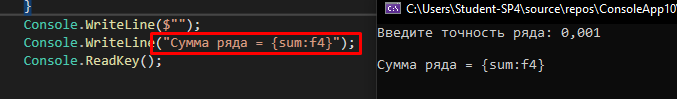 }
Console.WriteLine($"");
Console.WriteLine("Сумма ряда = {sum:f4}");
Console.ReadKey();
C:\Users\Student-SP4\source\repos\ConsoleApp10
Введите точность ряда: 0,001
Сумма ряда = {sum:f4}